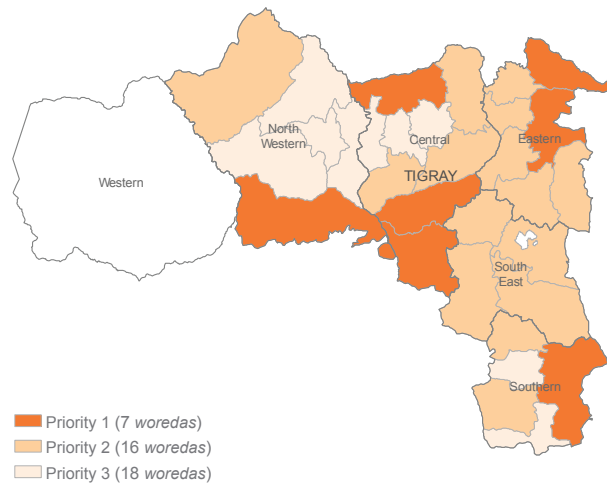 North
Western
Central
Eastern
TIGRAY
Western
South
East
Southern
Priority 1 (7 woredas)
Priority 2 (16 woredas)
Priority 3 (18 woredas)